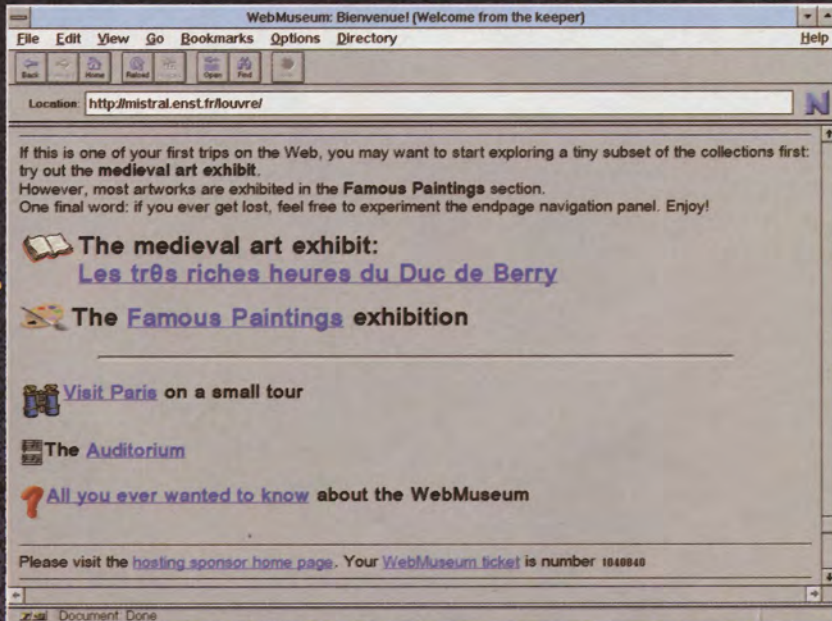 WebMuseum: Bienvenue! (Welcome from the keeper)
File Edit View Go Bookmarks Options Directory Help
Back Home Reload Open Find
Location: http://mistral.enst.fr/louvre/
N
If this is one of your first trips on the Web, you may want to start exploring a tiny subset of the collections first:
try out the medieval art exhibit.
However, most artworks are exhibited in the Famous Paintings section.
One final word: if you ever get lost, feel free to experiment the endpage navigation panel. Enjoy!
The medieval art exhibit:
Les trθs riches heures du Duc de Berry
The Famous Paintings exhibition
Visit Paris on a small tour
The Auditorium
All you ever wanted to know about the WebMuseum
Please visit the hosting sponsor home page. Your WebMuseum ticket is number 1040840
Document: Done